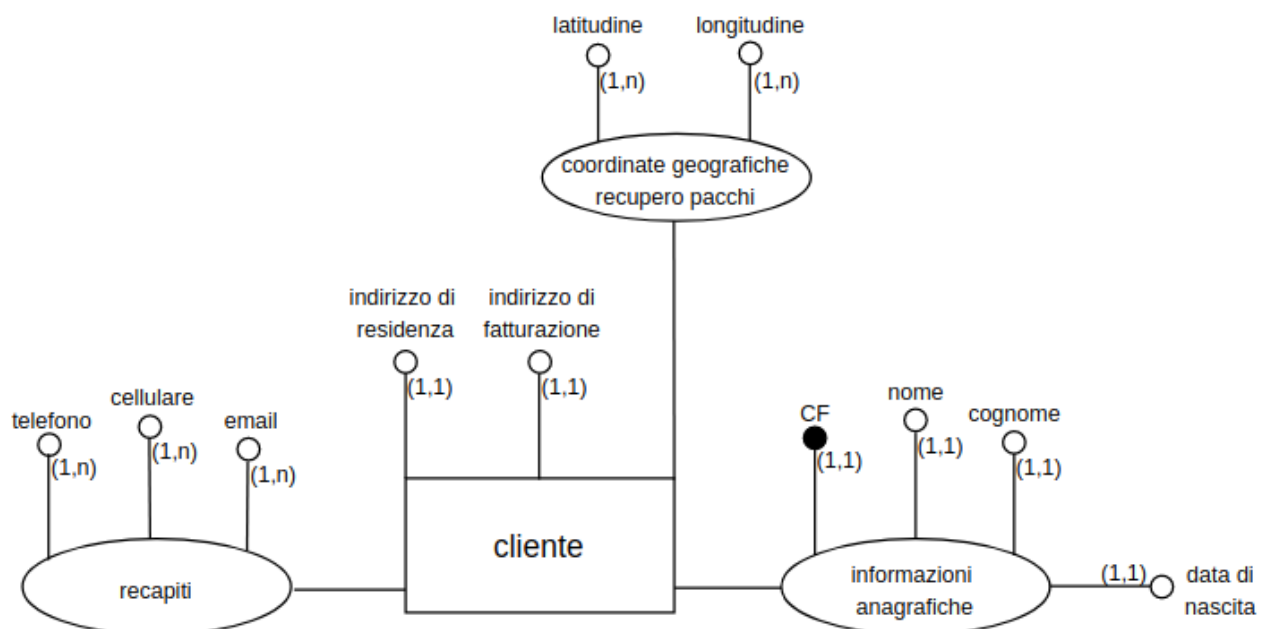 latitudine
longitudine
(1,n)
(1,n)
coordinate geografiche
recupero pacchi
indirizzo di
residenza
indirizzo di
fatturazione
(1,1)
(1,1)
telefono
cellulare
email
(1,n)
(1,n)
(1,n)
CF
nome
cognome
(1,1)
(1,1)
(1,1)
cliente
recapiti
informazioni
anagrafiche
(1,1)
data di
nascita